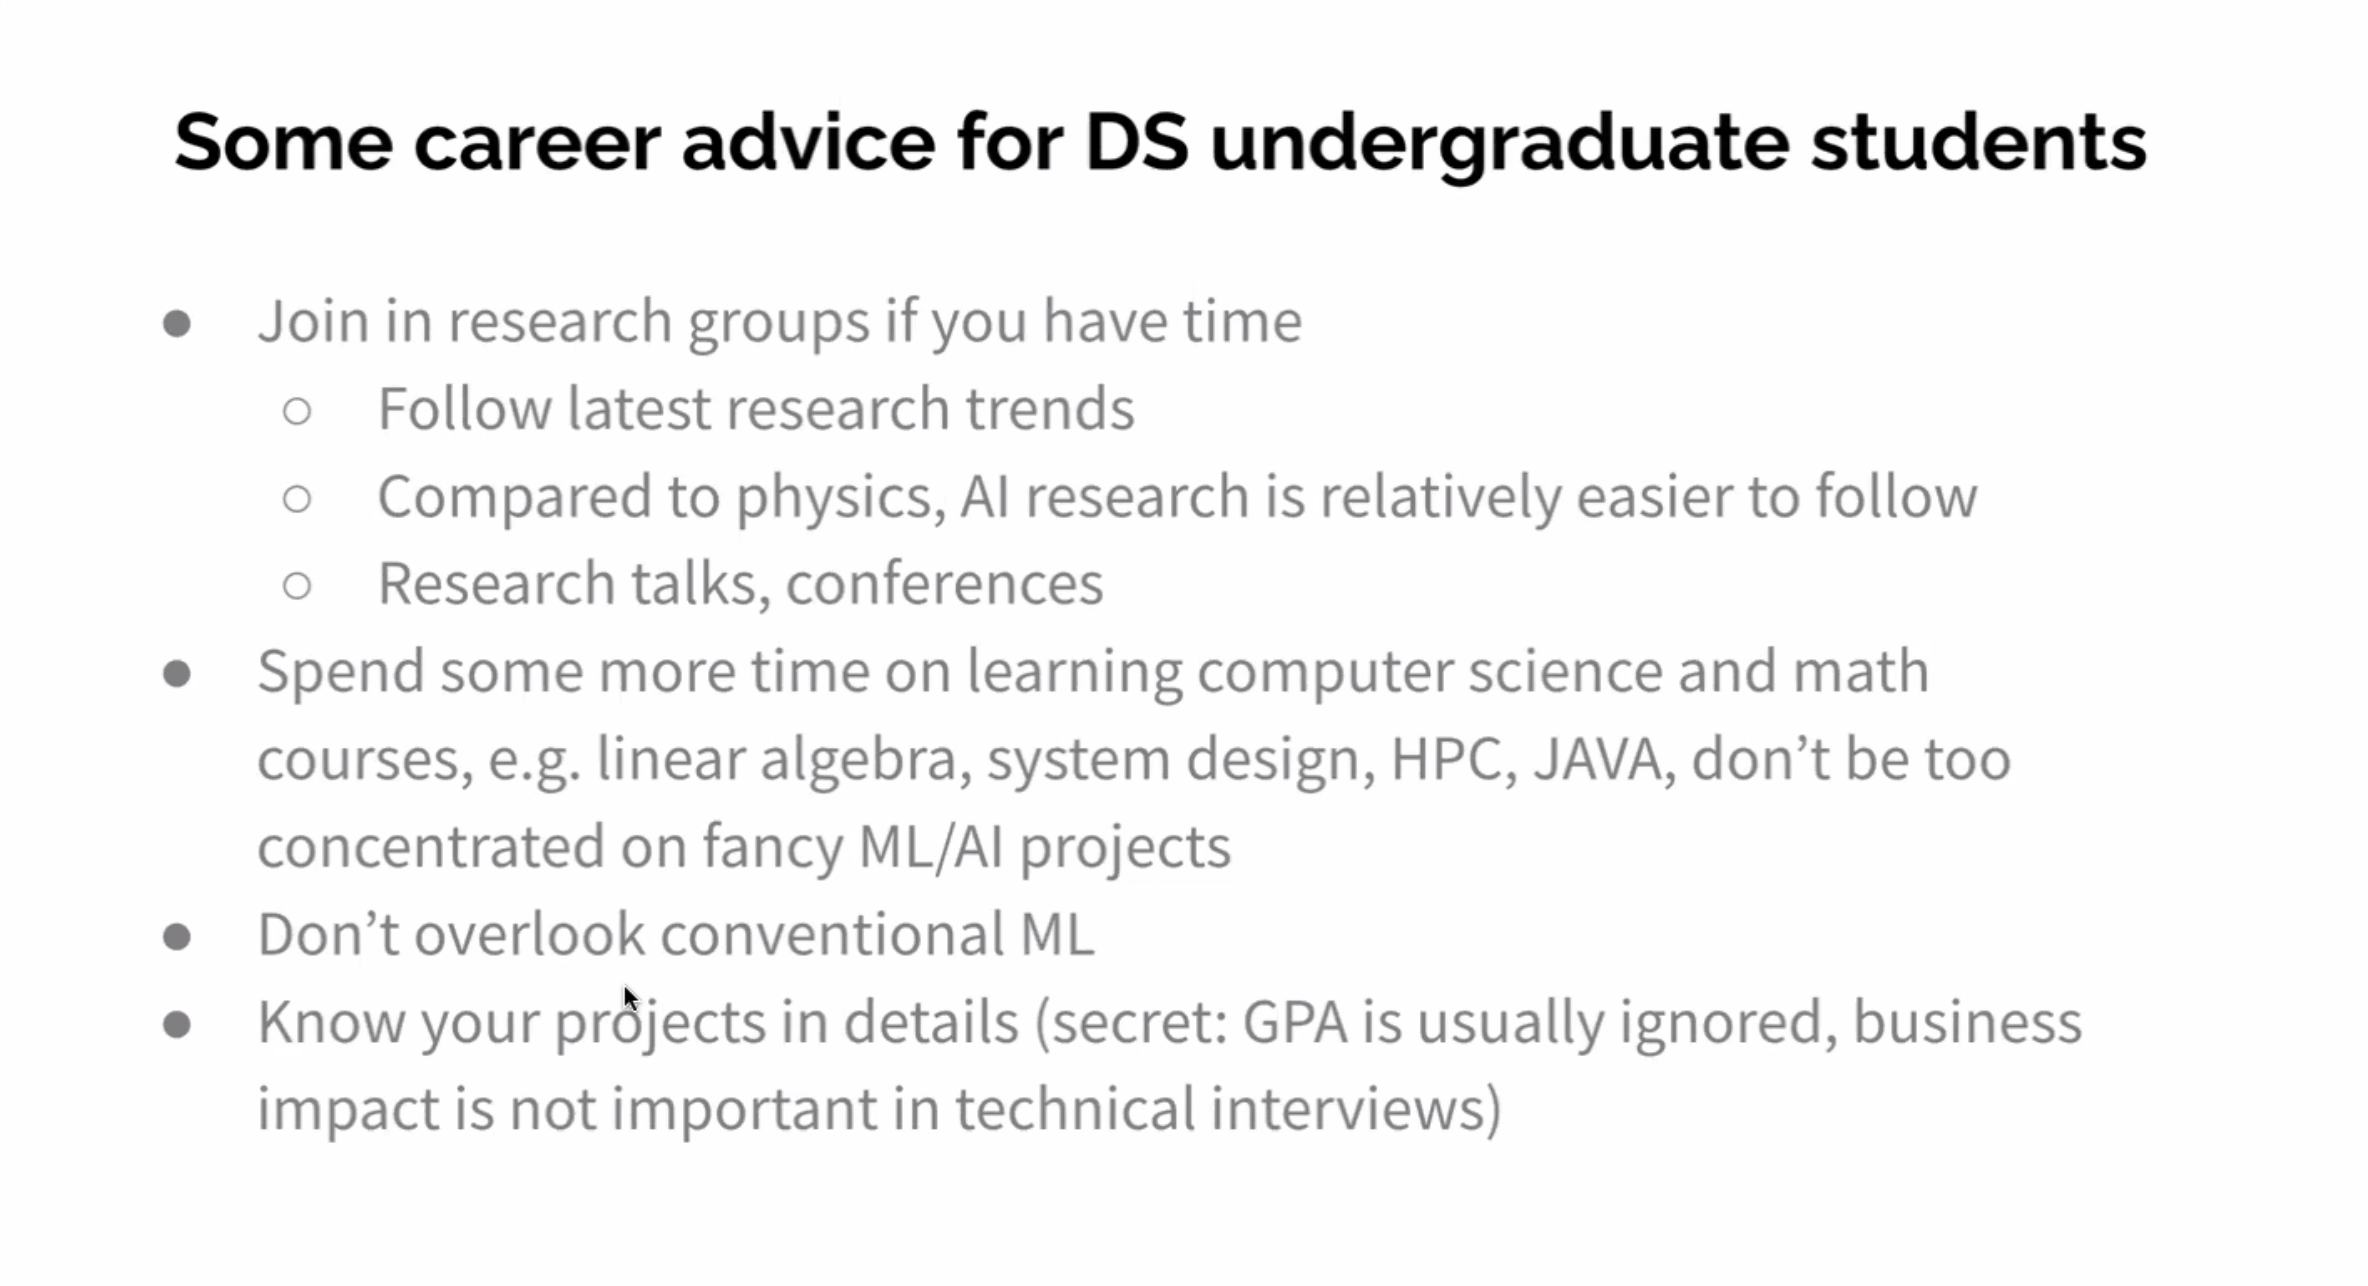 Some career advice for DS undergraduate students
● Join in research groups if you have time
○ Follow latest research trends
○ Compared to physics, AI research is relatively easier to follow
○ Research talks, conferences
● Spend some more time on learning computer science and math
courses, e.g. linear algebra, system design, HPC, JAVA, don’t be too
concentrated on fancy ML/AI projects
● Don’t overlook conventional ML
● Know your projects in details (secret: GPA is usually ignored, business
impact is not important in technical interviews)